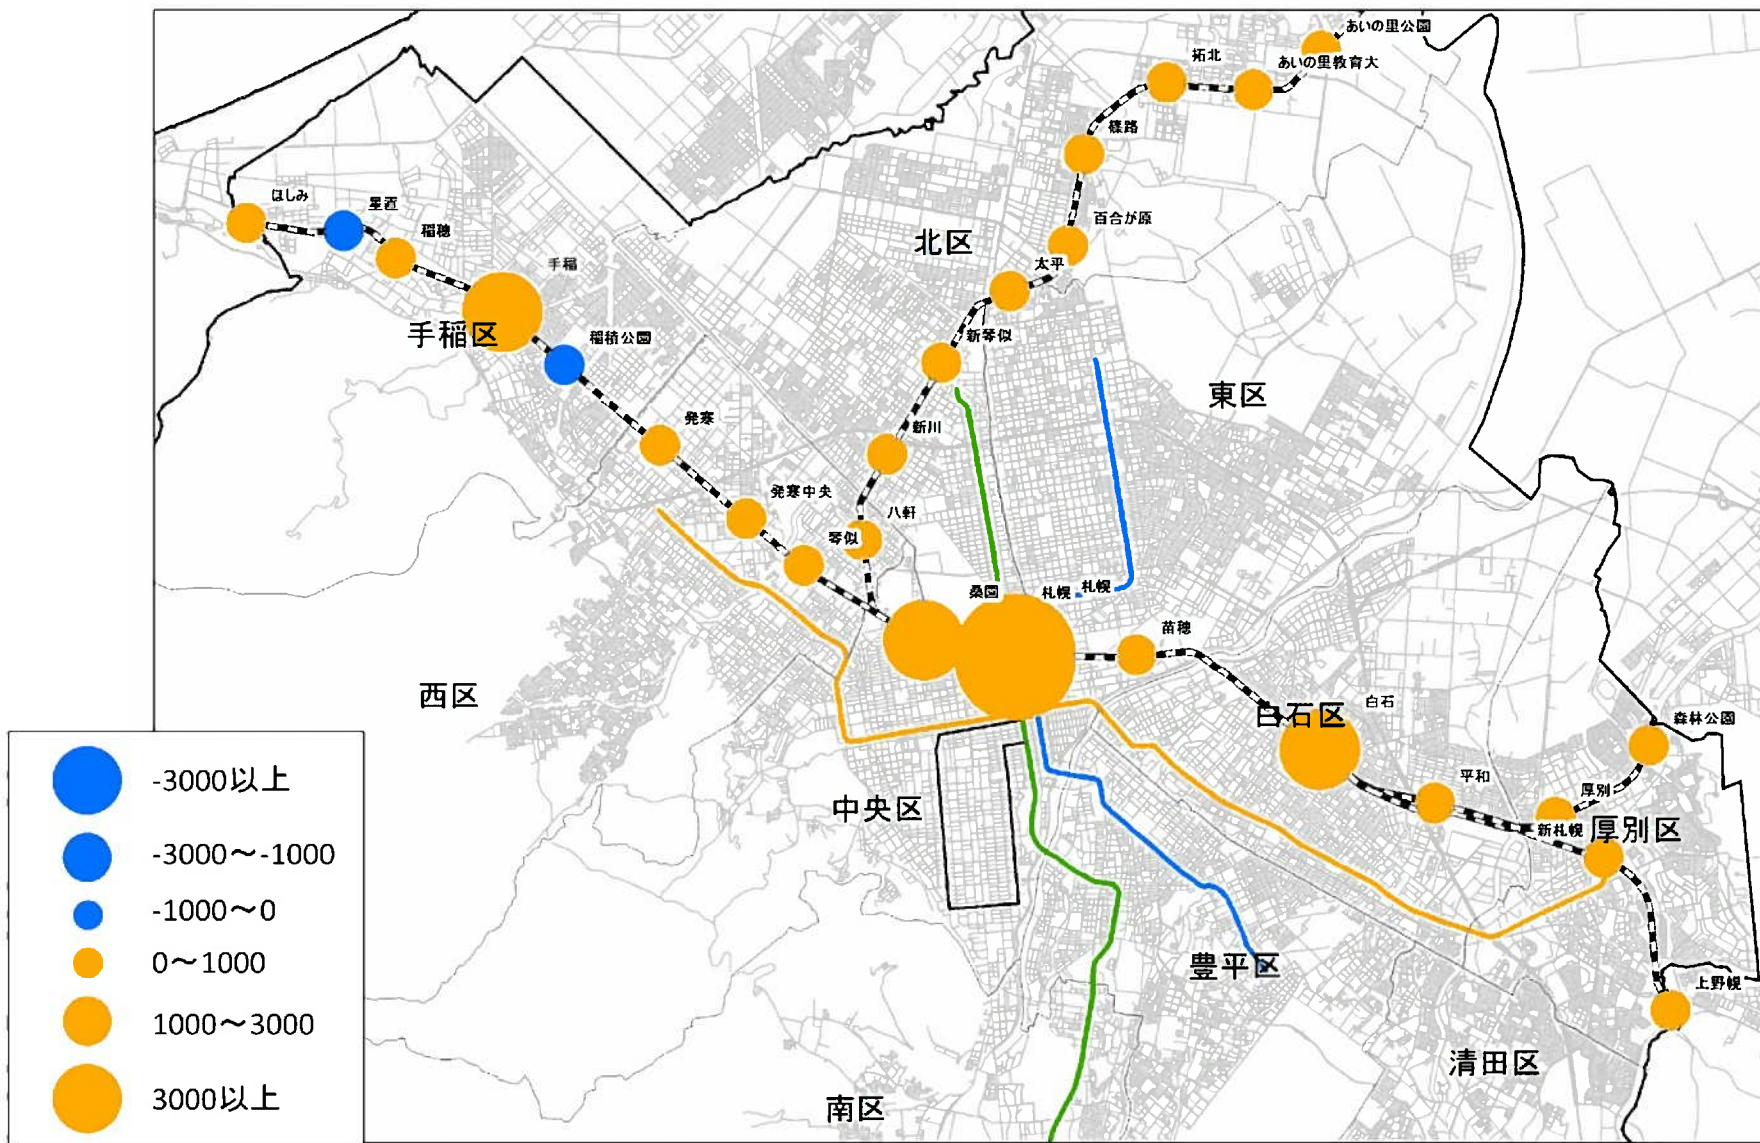 あいの里公園
拓北
あいの里教育大
篠路
ほしみ
星置
稲穂
百合が原
北区
太平
手稲
手稲区
稲積公園
新琴似
東区
発寒
新川
発寒中央
八軒
琴似
桑園
札幌
札幌
苗穂
西区
白石
白石区
森林公園
平和
厚別
中央区
新札幌
厚別区
豊平区
上野幌
清田区
南区
-3000以上
-3000～-1000
-1000～0
0～1000
1000～3000
3000以上